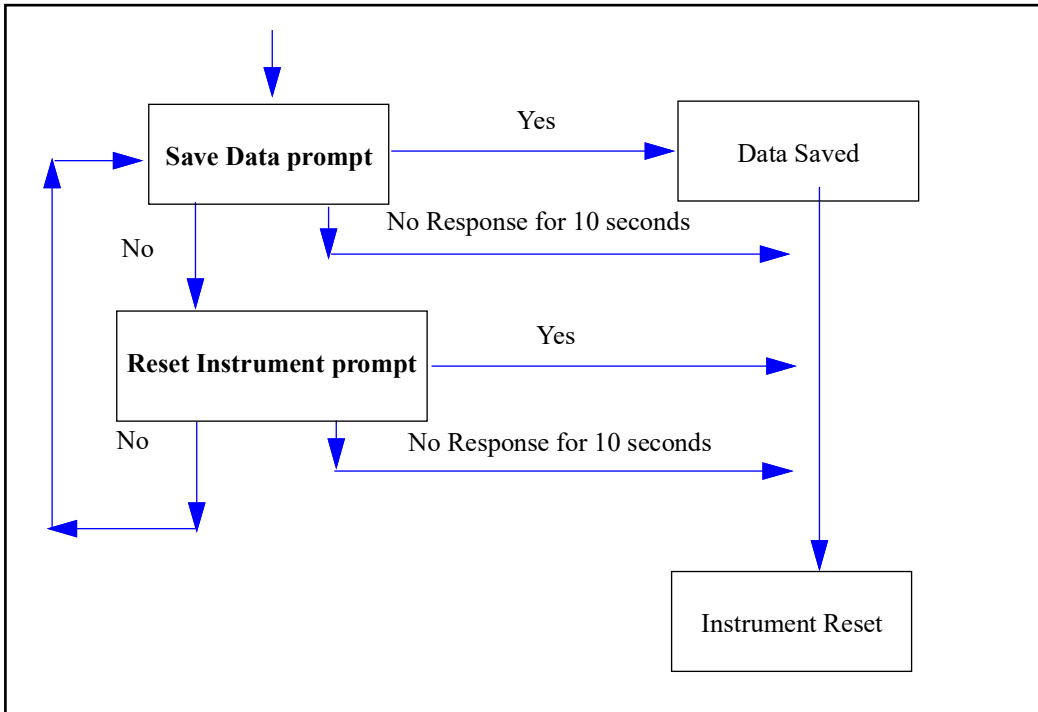 Yes
Save Data prompt
Data Saved
No Response for 10 seconds
No
Yes
Reset Instrument prompt
No
No Response for 10 seconds
Instrument Reset